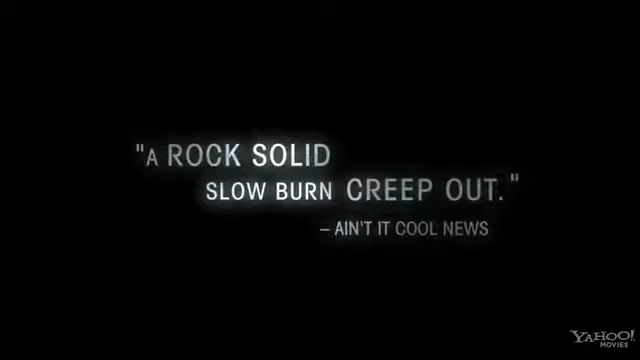 "A ROCK SOLID
SLOW BURN CREEP OUT."
– AIN'T IT COOL NEWS
YAHOO!
MOVIES